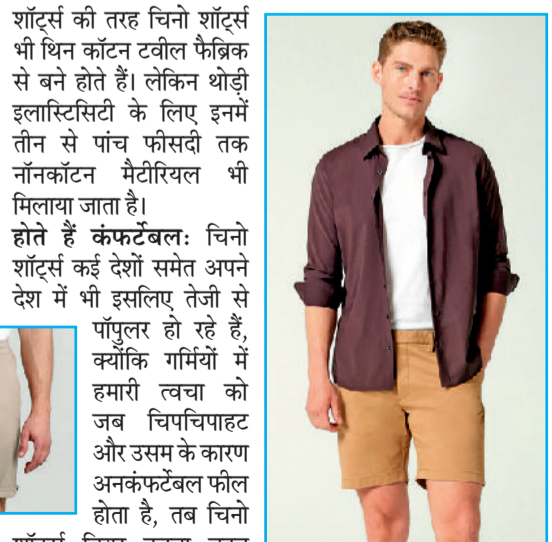 शॉर्ट्स की तरह चिनो शॉर्ट्स
भी थिन कॉटन टवील फैब्रिक
से बने होते हैं। लेकिन थोड़ी
इलास्टिसिटी के लिए इनमें
तीन से पांच फीसदी तक
नॉनकॉटन मैटीरियल भी
मिलाया जाता है।
होते हैं कंफर्टेबल: चिनो
शॉर्ट्स कई देशों समेत अपने
देश में भी इसलिए तेजी से
पॉपुलर हो रहे हैं,
क्योंकि गर्मियों में
हमारी त्वचा को
जब चिपचिपाहट
और उसम के कारण
अनकंफर्टेबल फील
होता है, तब चिनो